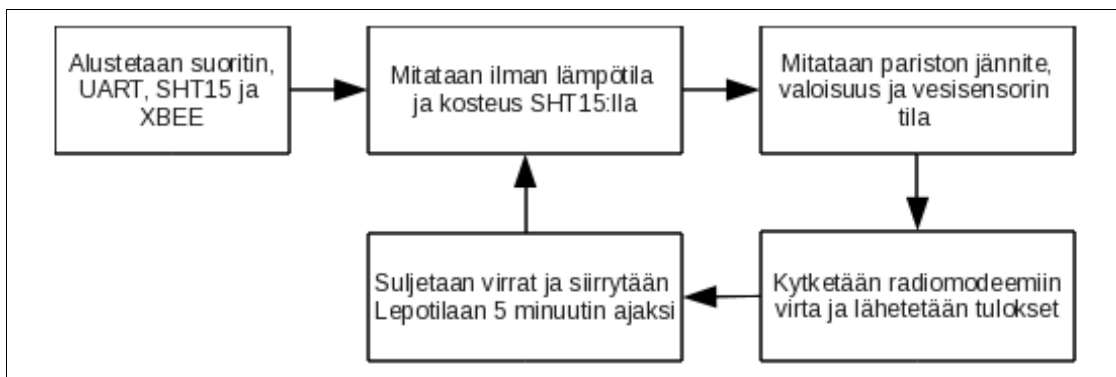 Alustetaan suoritin,
UART, SHT15 ja
XBEE
Mitataan ilman lämpötila
ja kosteus SHT15:lla
Mitataan pariston jännite,
valoisuus ja vesisensorin
tila
Kytketään radiomodeemiin
virta ja lähetetään tulokset
Suljetaan virrat ja siirrytään
Lepotilaan 5 minuutin ajaksi